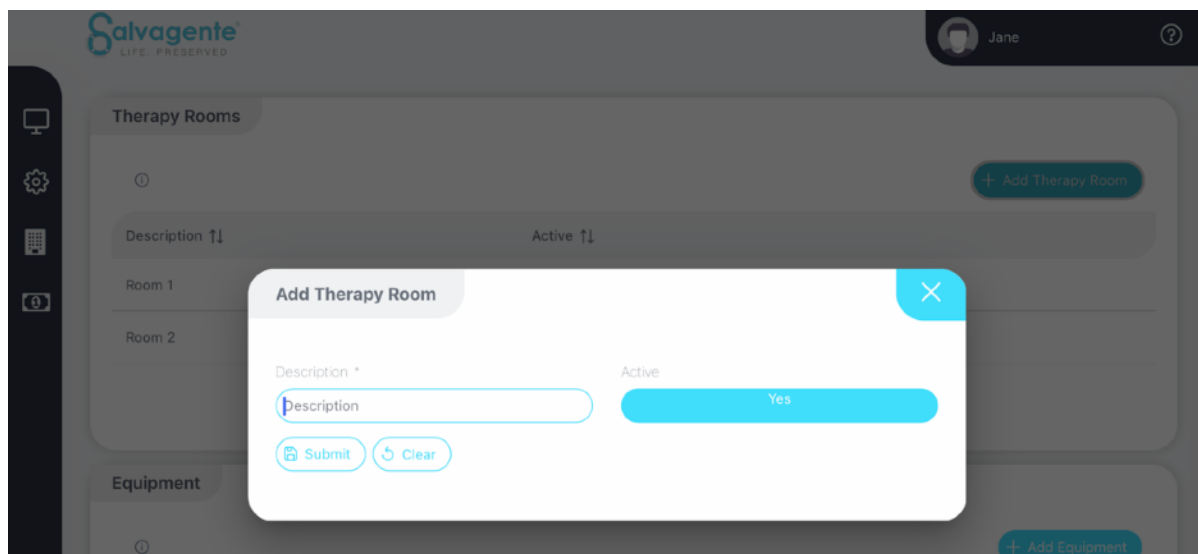 Salvagente®
LIFE. PRESERVED
Jane
Therapy Rooms
+ Add Therapy Room
Description
Active
Room 1
Room 2
Add Therapy Room
Description *
Active
Description
Yes
Submit
Clear
Equipment
+ Add Equipment